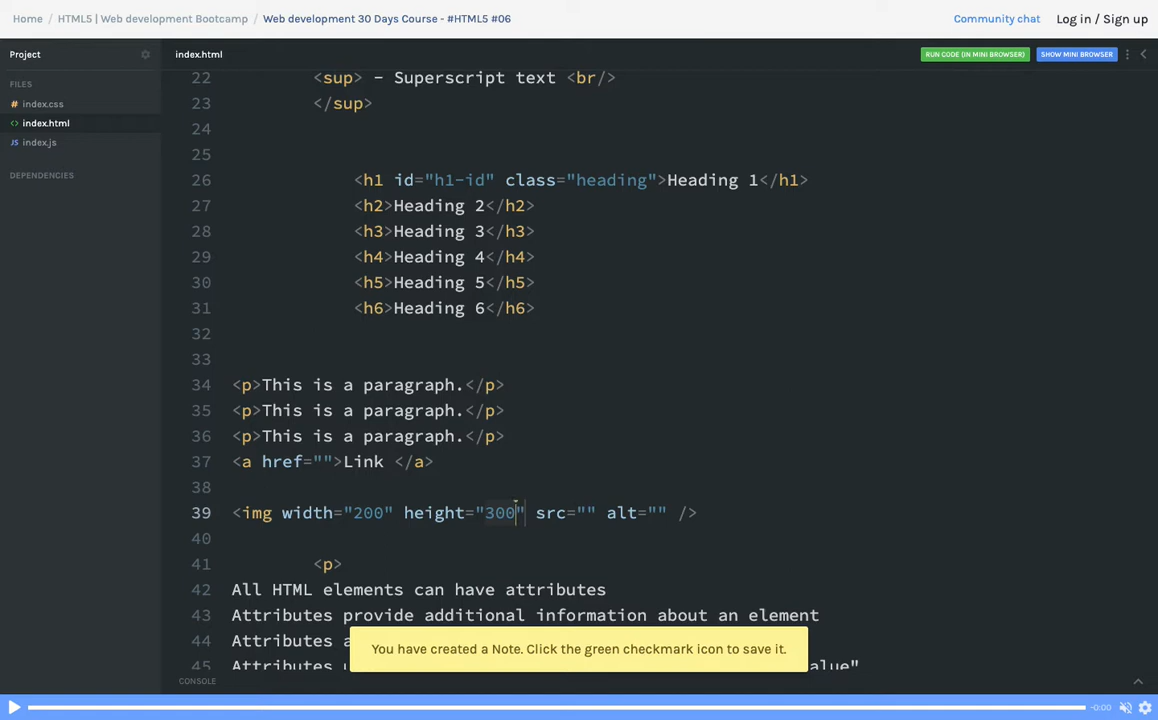 Home / HTML5 | Web development Bootcamp / Web development 30 Days Course - #HTML5 #06 Community chat Log in / Sign up
Project index.html RUN CODE (IN MINI BROWSER) SHOW MINI BROWSER
FILES
# index.css
<> index.html
JS index.js
DEPENDENCIES
22 <sup> - Superscript text <br/>
23 </sup>
24
25
26 <h1 id="h1-id" class="heading">Heading 1</h1>
27 <h2>Heading 2</h2>
28 <h3>Heading 3</h3>
29 <h4>Heading 4</h4>
30 <h5>Heading 5</h5>
31 <h6>Heading 6</h6>
32
33
34 <p>This is a paragraph.</p>
35 <p>This is a paragraph.</p>
36 <p>This is a paragraph.</p>
37 <a href="">Link </a>
38
39 <img width="200" height="300" src="" alt="" />
40
41 <p>
42 All HTML elements can have attributes
43 Attributes provide additional information about an element
44 Attributes
45 Attributes alue"
You have created a Note. Click the green checkmark icon to save it.
CONSOLE
-0:00